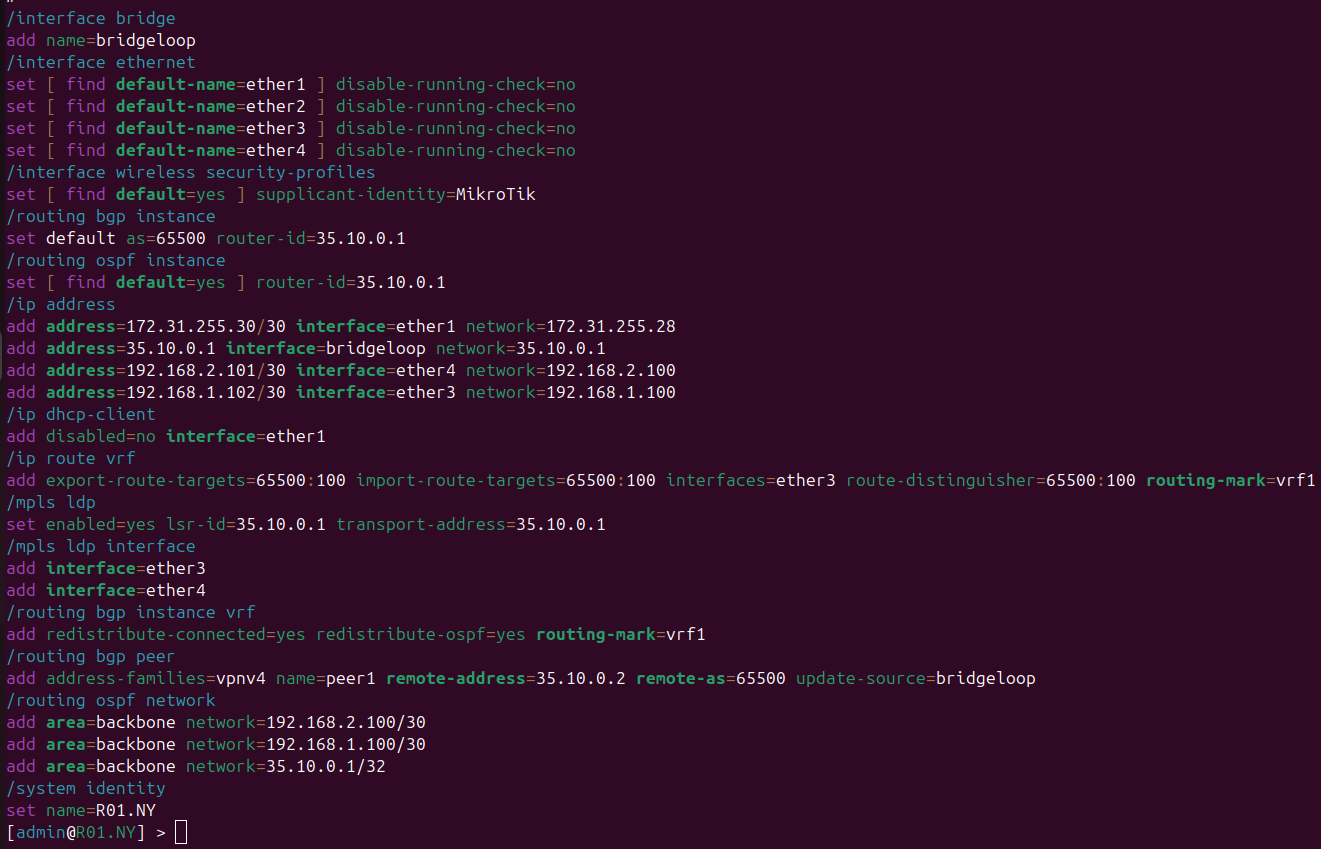 /interface bridge
add name=bridgeloop
/interface ethernet
set [ find default-name=ether1 ] disable-running-check=no
set [ find default-name=ether2 ] disable-running-check=no
set [ find default-name=ether3 ] disable-running-check=no
set [ find default-name=ether4 ] disable-running-check=no
/interface wireless security-profiles
set [ find default=yes ] supplicant-identity=MikroTik
/routing bgp instance
set default as=65500 router-id=35.10.0.1
/routing ospf instance
set [ find default=yes ] router-id=35.10.0.1
/ip address
add address=172.31.255.30/30 interface=ether1 network=172.31.255.28
add address=35.10.0.1 interface=bridgeloop network=35.10.0.1
add address=192.168.2.101/30 interface=ether4 network=192.168.2.100
add address=192.168.1.102/30 interface=ether3 network=192.168.1.100
/ip dhcp-client
add disabled=no interface=ether1
/ip route vrf
add export-route-targets=65500:100 import-route-targets=65500:100 interfaces=ether3 route-distinguisher=65500:100 routing-mark=vrf1
/mpls ldp
set enabled=yes lsr-id=35.10.0.1 transport-address=35.10.0.1
/mpls ldp interface
add interface=ether3
add interface=ether4
/routing bgp instance vrf
add redistribute-connected=yes redistribute-ospf=yes routing-mark=vrf1
/routing bgp peer
add address-families=vpnv4 name=peer1 remote-address=35.10.0.2 remote-as=65500 update-source=bridgeloop
/routing ospf network
add area=backbone network=192.168.2.100/30
add area=backbone network=192.168.1.100/30
add area=backbone network=35.10.0.1/32
/system identity
set name=R01.NY
[admin@R01.NY] >